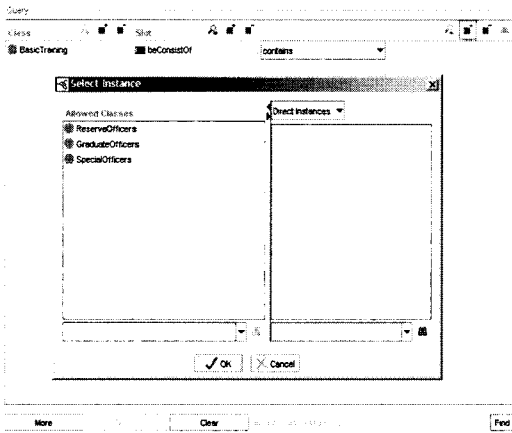 Query
Class Slot
BasicTraining beConsistOf contains
Select Instance
Allowed Classes Direct Instances
ReserveOfficers
GraduateOfficers
SpecialOfficers
OK Cancel
More Clear Find